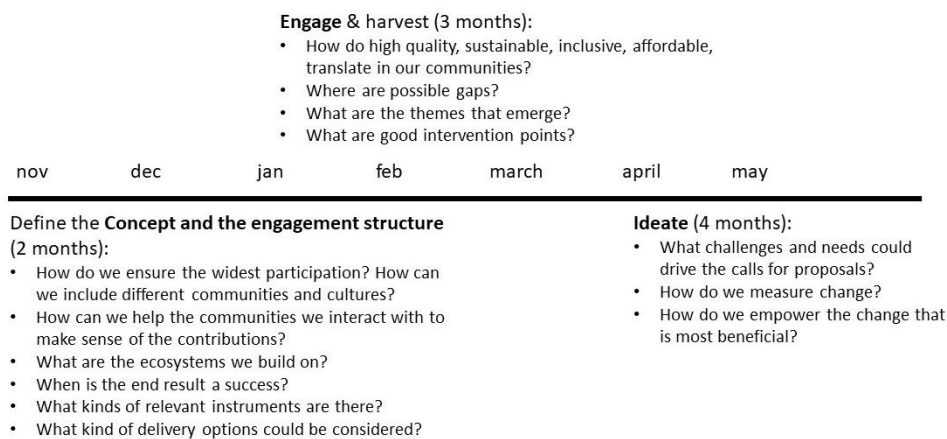 Engage & harvest (3 months):
• How do high quality, sustainable, inclusive, affordable,
translate in our communities?
• Where are possible gaps?
• What are the themes that emerge?
• What are good intervention points?
nov dec jan feb march april may
Define the Concept and the engagement structure
(2 months):
• How do we ensure the widest participation? How can
we include different communities and cultures?
• How can we help the communities we interact with to
make sense of the contributions?
• What are the ecosystems we build on?
• When is the end result a success?
• What kinds of relevant instruments are there?
• What kind of delivery options could be considered?
Ideate (4 months):
• What challenges and needs could
drive the calls for proposals?
• How do we measure change?
• How do we empower the change that
is most beneficial?